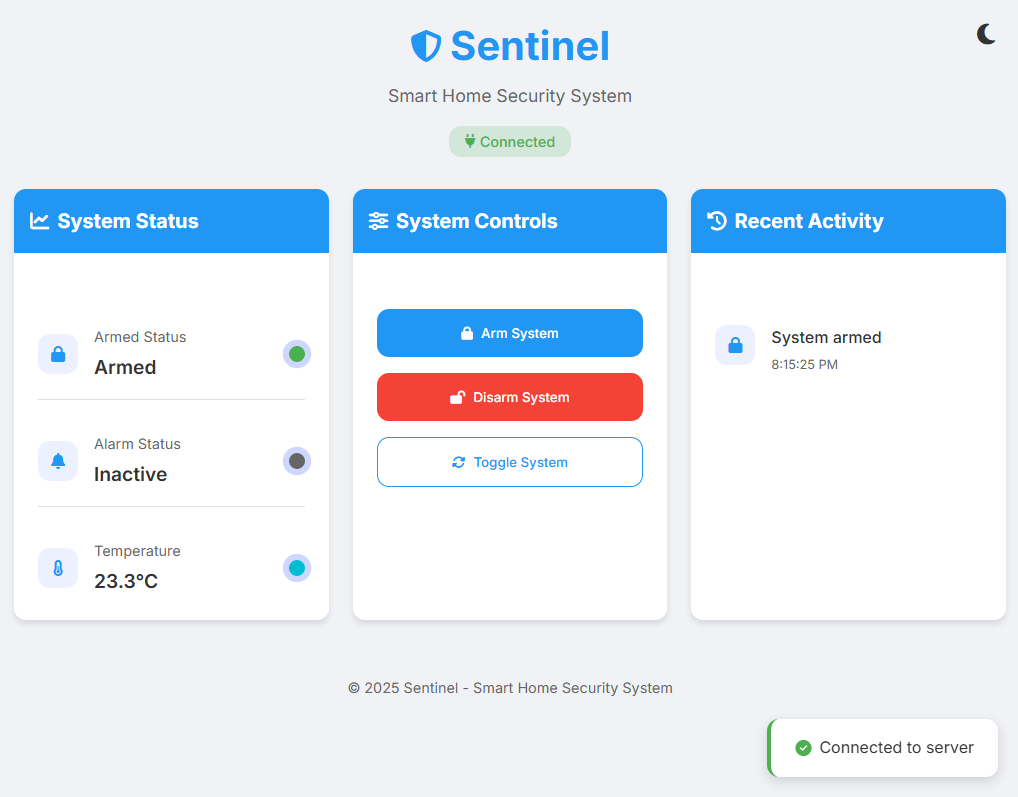 Sentinel
Smart Home Security System
Connected
System Status
Armed Status
Armed
Alarm Status
Inactive
Temperature
23.3°C
System Controls
Arm System
Disarm System
Toggle System
Recent Activity
System armed
8:15:25 PM
© 2025 Sentinel - Smart Home Security System
Connected to server